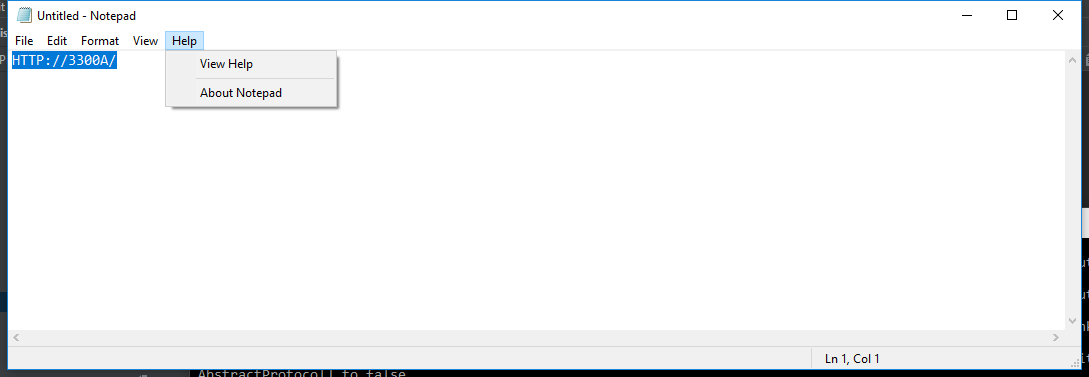 Untitled - Notepad
File Edit Format View Help
HTTP://3300A/
View Help
About Notepad
Ln 1, Col 1
AbstractProtocol] to false